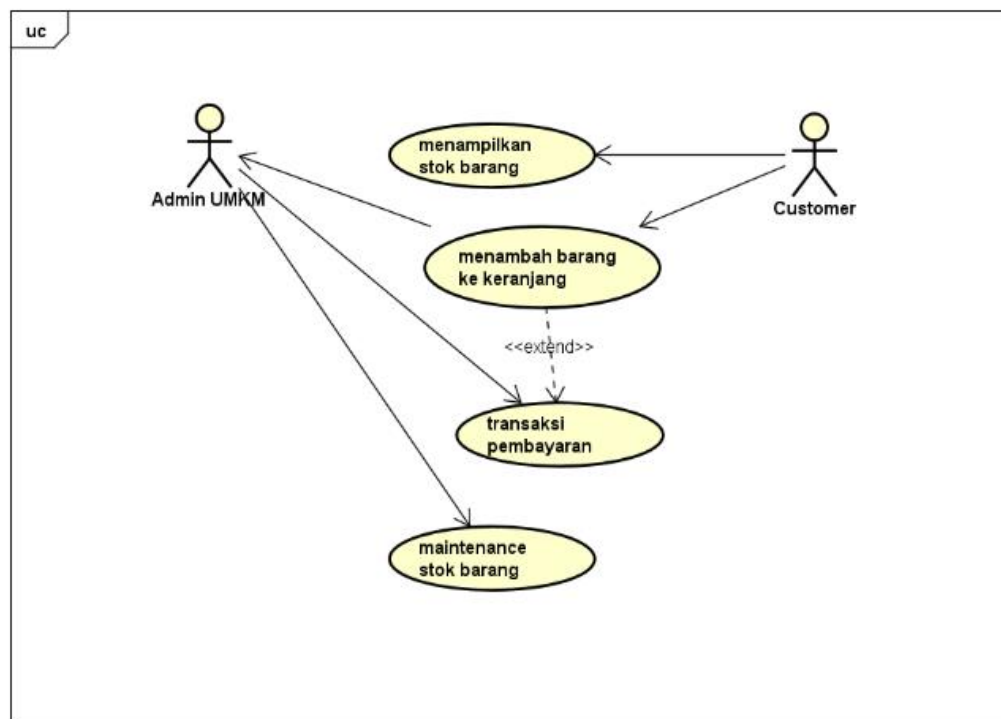 uc
Admin UMKM
menampilkan
stok barang
Customer
menambah barang
ke keranjang
<<extend>>
transaksi
pembayaran
maintenance
stok barang